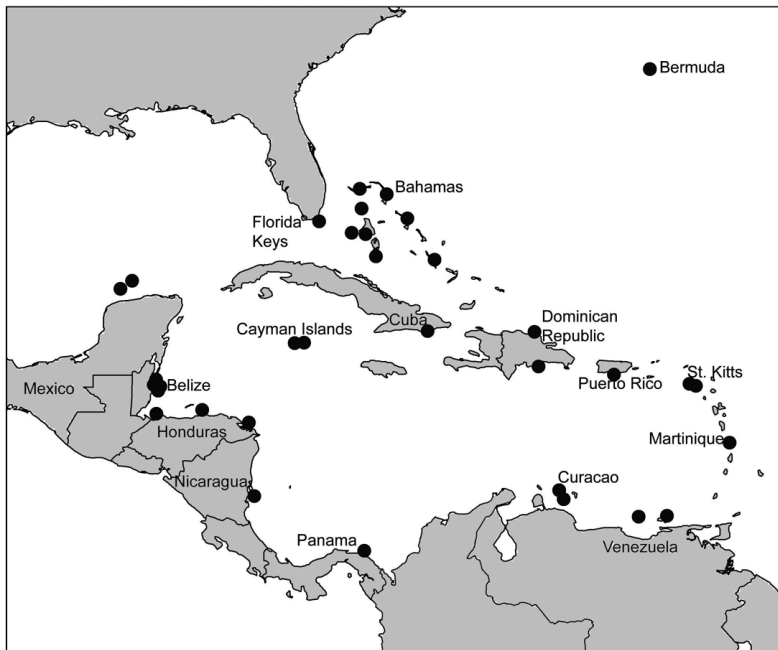 Bermuda
Bahamas
Florida
Keys
Cuba
Dominican
Republic
Cayman Islands
Puerto Rico
St. Kitts
Mexico
Belize
Honduras
Martinique
Nicaragua
Curacao
Panama
Venezuela